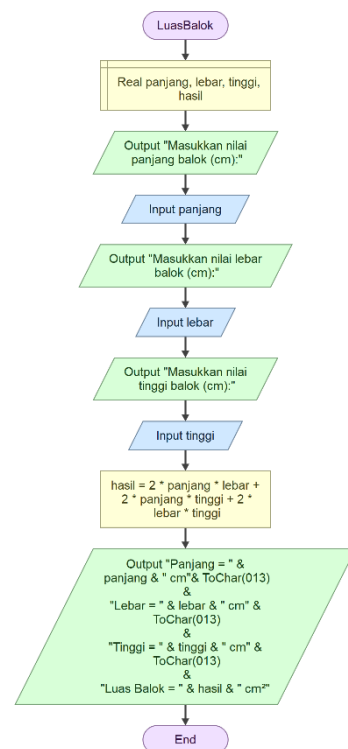 LuasBalok
Real panjang, lebar, tinggi,
hasil
Output "Masukkan nilai
panjang balok (cm):"
Input panjang
Output "Masukkan nilai lebar
balok (cm):"
Input lebar
Output "Masukkan nilai
tinggi balok (cm):"
Input tinggi
hasil = 2 * panjang * lebar +
2 * panjang * tinggi + 2 *
lebar * tinggi
Output "Panjang = " &
panjang & " cm"& ToChar(013)
&
"Lebar = " & lebar & " cm" &
ToChar(013)
&
"Tinggi = " & tinggi & " cm" &
ToChar(013)
&
"Luas Balok = " & hasil & " cm²"
End